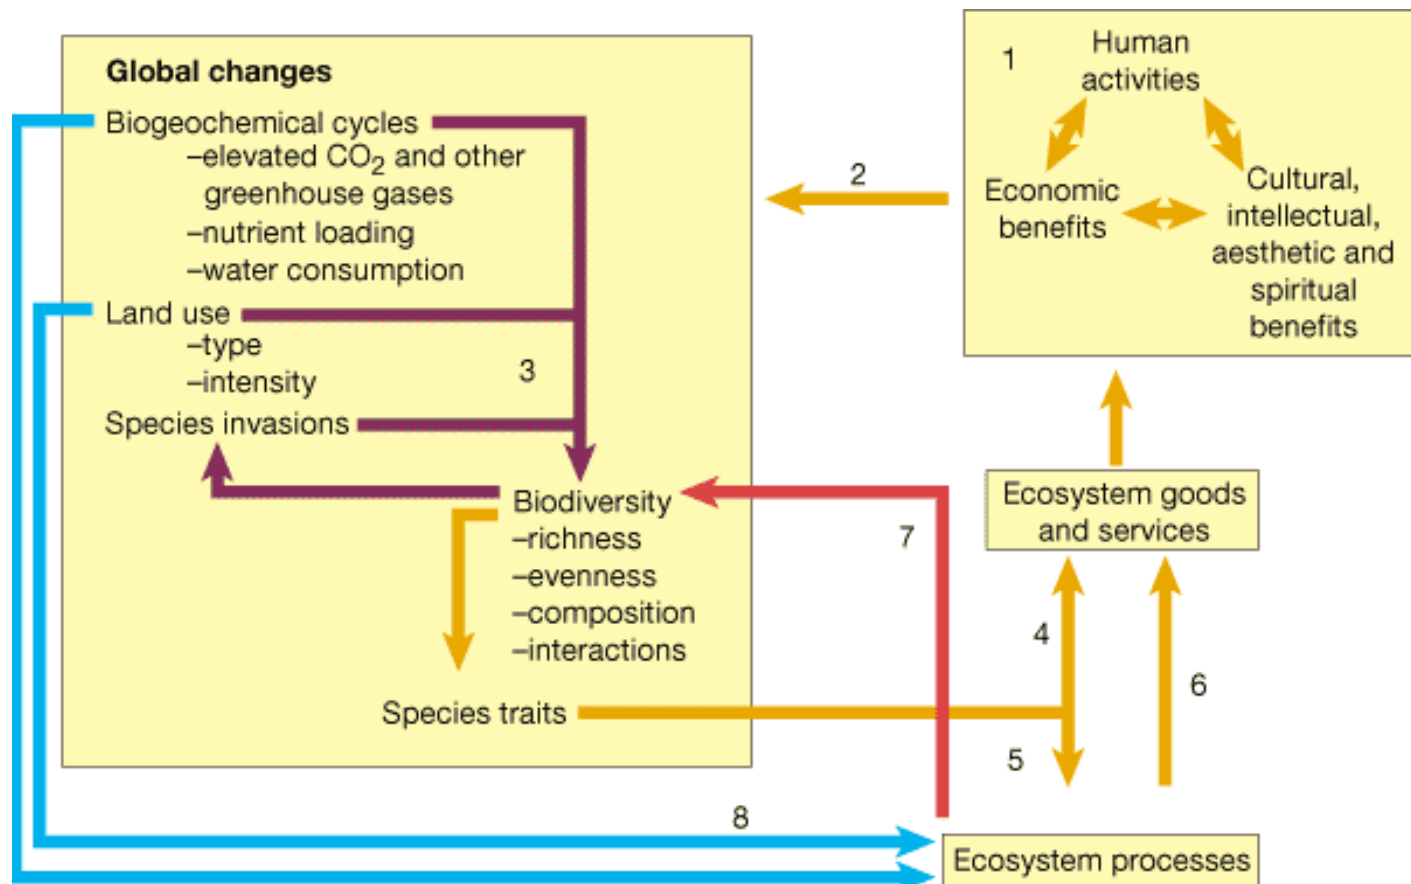 Global changes
Biogeochemical cycles
–elevated CO2 and other
greenhouse gases
–nutrient loading
–water consumption
Land use
–type
–intensity
3
Species invasions
Biodiversity
–richness
–evenness
–composition
–interactions
Species traits
2
1
Human
activities
Economic
benefits
Cultural,
intellectual,
aesthetic and
spiritual
benefits
Ecosystem goods
and services
7
4
6
5
8
Ecosystem processes